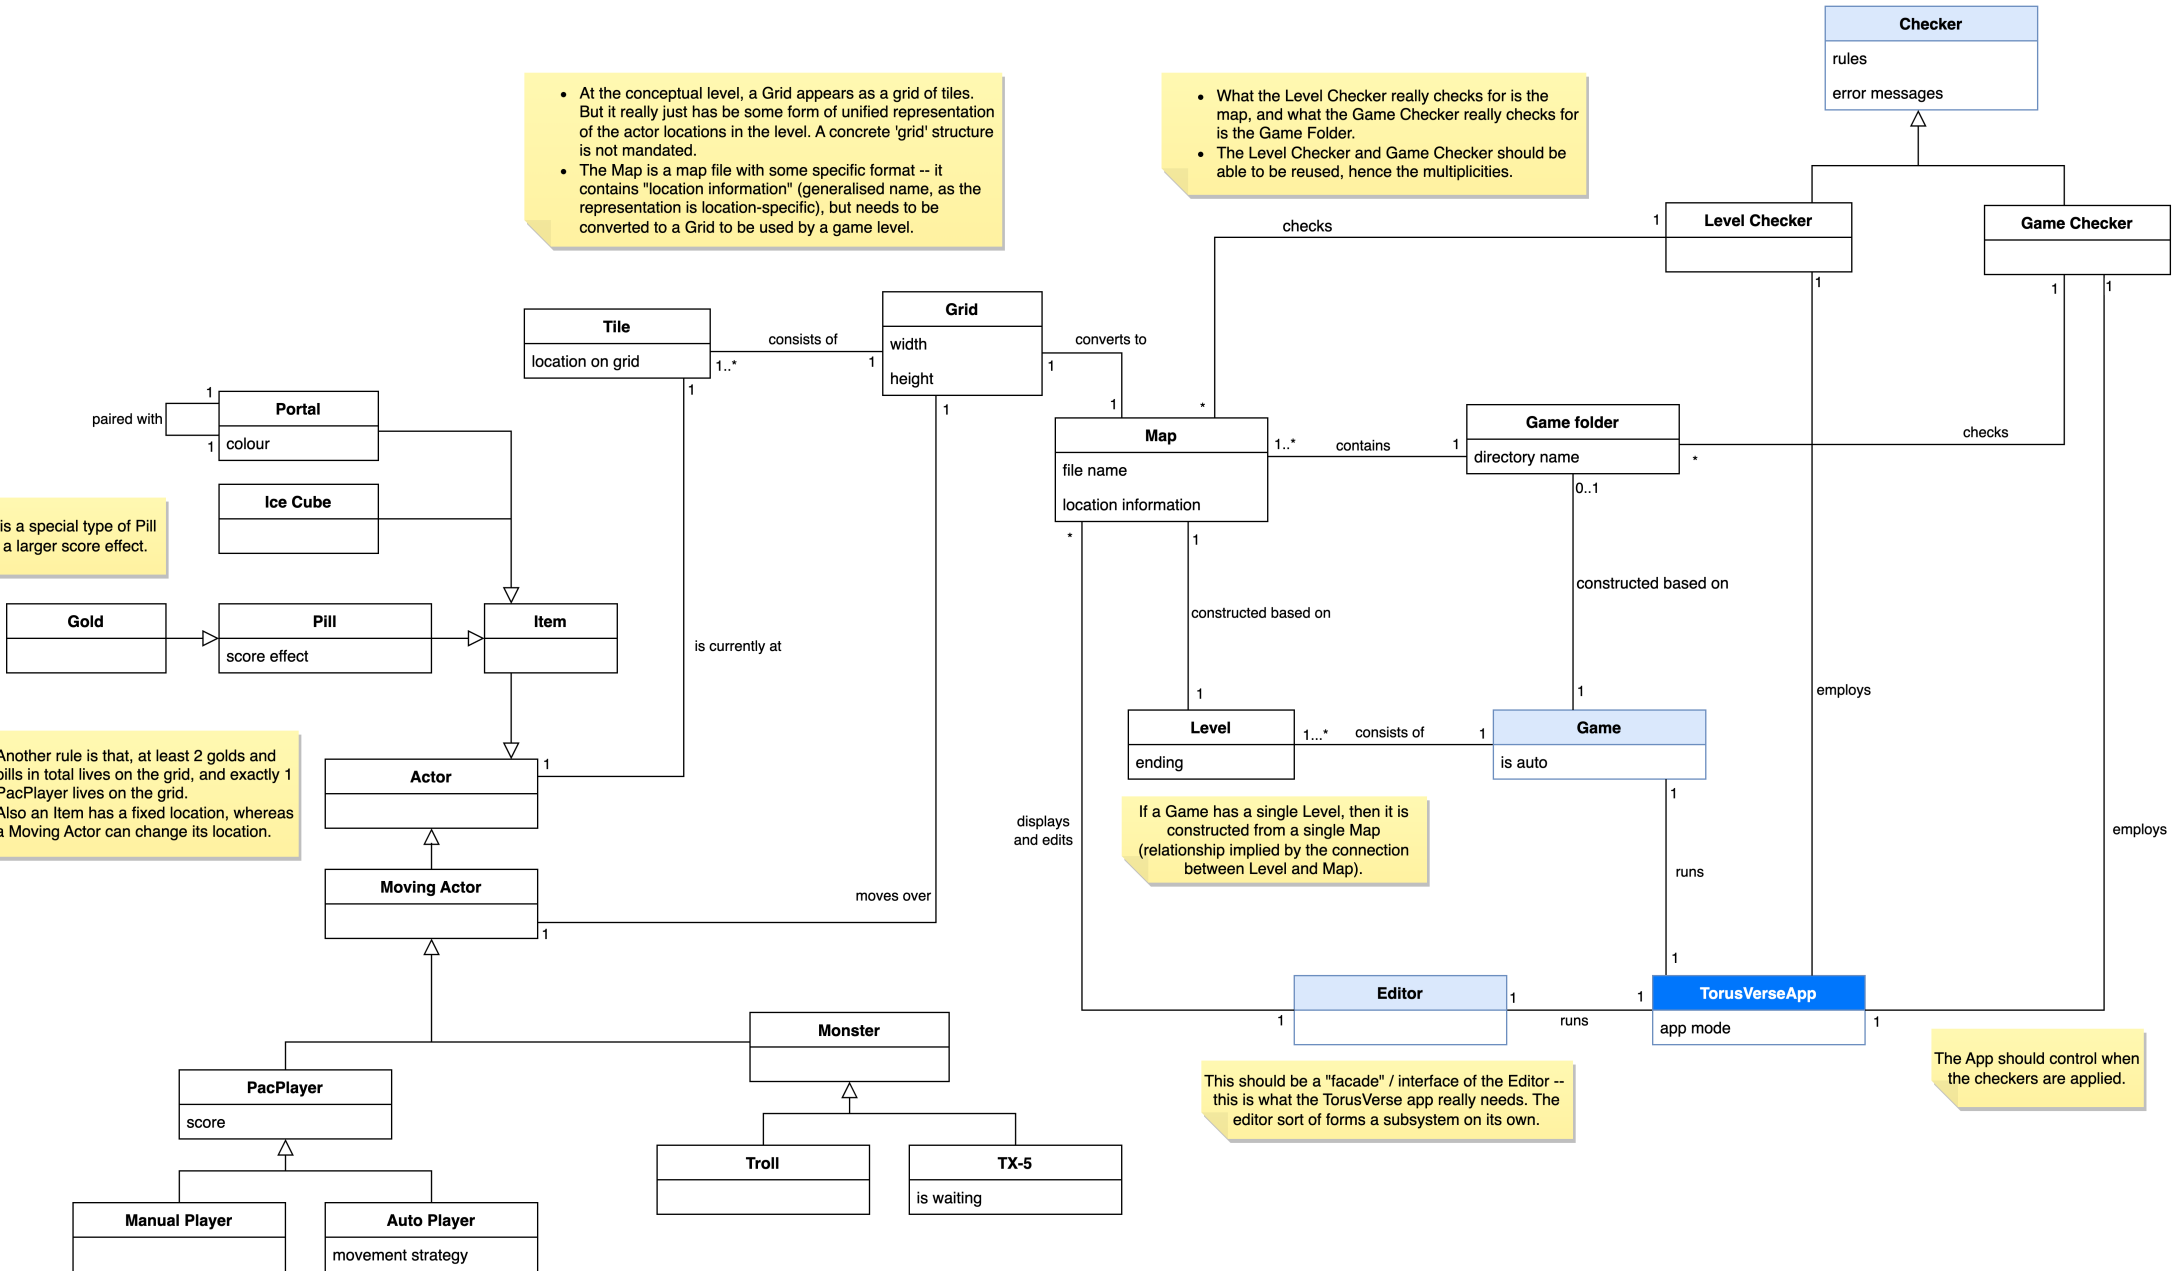 Checker
rules
error messages
• At the conceptual level, a Grid appears as a grid of tiles.
But it really just has be some form of unified representation
of the actor locations in the level. A concrete 'grid' structure
is not mandated.
• The Map is a map file with some specific format -- it
contains "location information" (generalised name, as the
representation is location-specific), but needs to be
converted to a Grid to be used by a game level.
• What the Level Checker really checks for is the
map, and what the Game Checker really checks for
is the Game Folder.
• The Level Checker and Game Checker should be
able to be reused, hence the multiplicities.
checks
1
Level Checker
1
Game Checker
1
1
Tile
location on grid
1..*
1
consists of
1
Grid
width
height
1
1
converts to
1
*
Portal
colour
paired with
1
1
Map
file name
location information
1..*
contains
1
Game folder
directory name
*
checks
0..1
Ice Cube
is a special type of Pill
a larger score effect.
*
1
constructed based on
constructed based on
Gold
Pill
score effect
Item
is currently at
employs
1
1
Another rule is that, at least 2 golds and
pills in total lives on the grid, and exactly 1
PacPlayer lives on the grid.
Also an Item has a fixed location, whereas
a Moving Actor can change its location.
Actor
1
Level
ending
1...*
consists of
1
Game
is auto
1
If a Game has a single Level, then it is
constructed from a single Map
(relationship implied by the connection
between Level and Map).
displays
and edits
employs
runs
Moving Actor
1
moves over
1
Editor
1
1
runs
1
TorusVerseApp
app mode
1
This should be a "facade" / interface of the Editor --
this is what the TorusVerse app really needs. The
editor sort of forms a subsystem on its own.
The App should control when
the checkers are applied.
Monster
PacPlayer
score
Troll
TX-5
is waiting
Manual Player
Auto Player
movement strategy